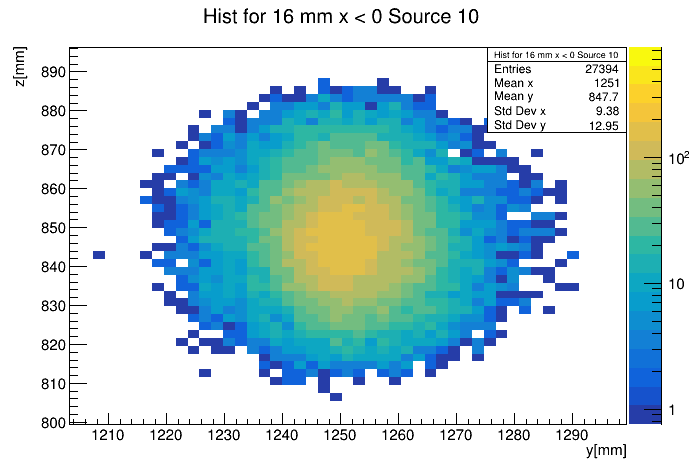 Hist for 16 mm x < 0 Source 10
z[mm]
Hist for 16 mm x < 0 Source 10
Entries 27394
Mean x 1251
Mean y 847.7
Std Dev x 9.38
Std Dev y 12.95
890
880
870
860
850
840
830
820
810
800
10²
10
1
1210 1220 1230 1240 1250 1260 1270 1280 1290
y[mm]